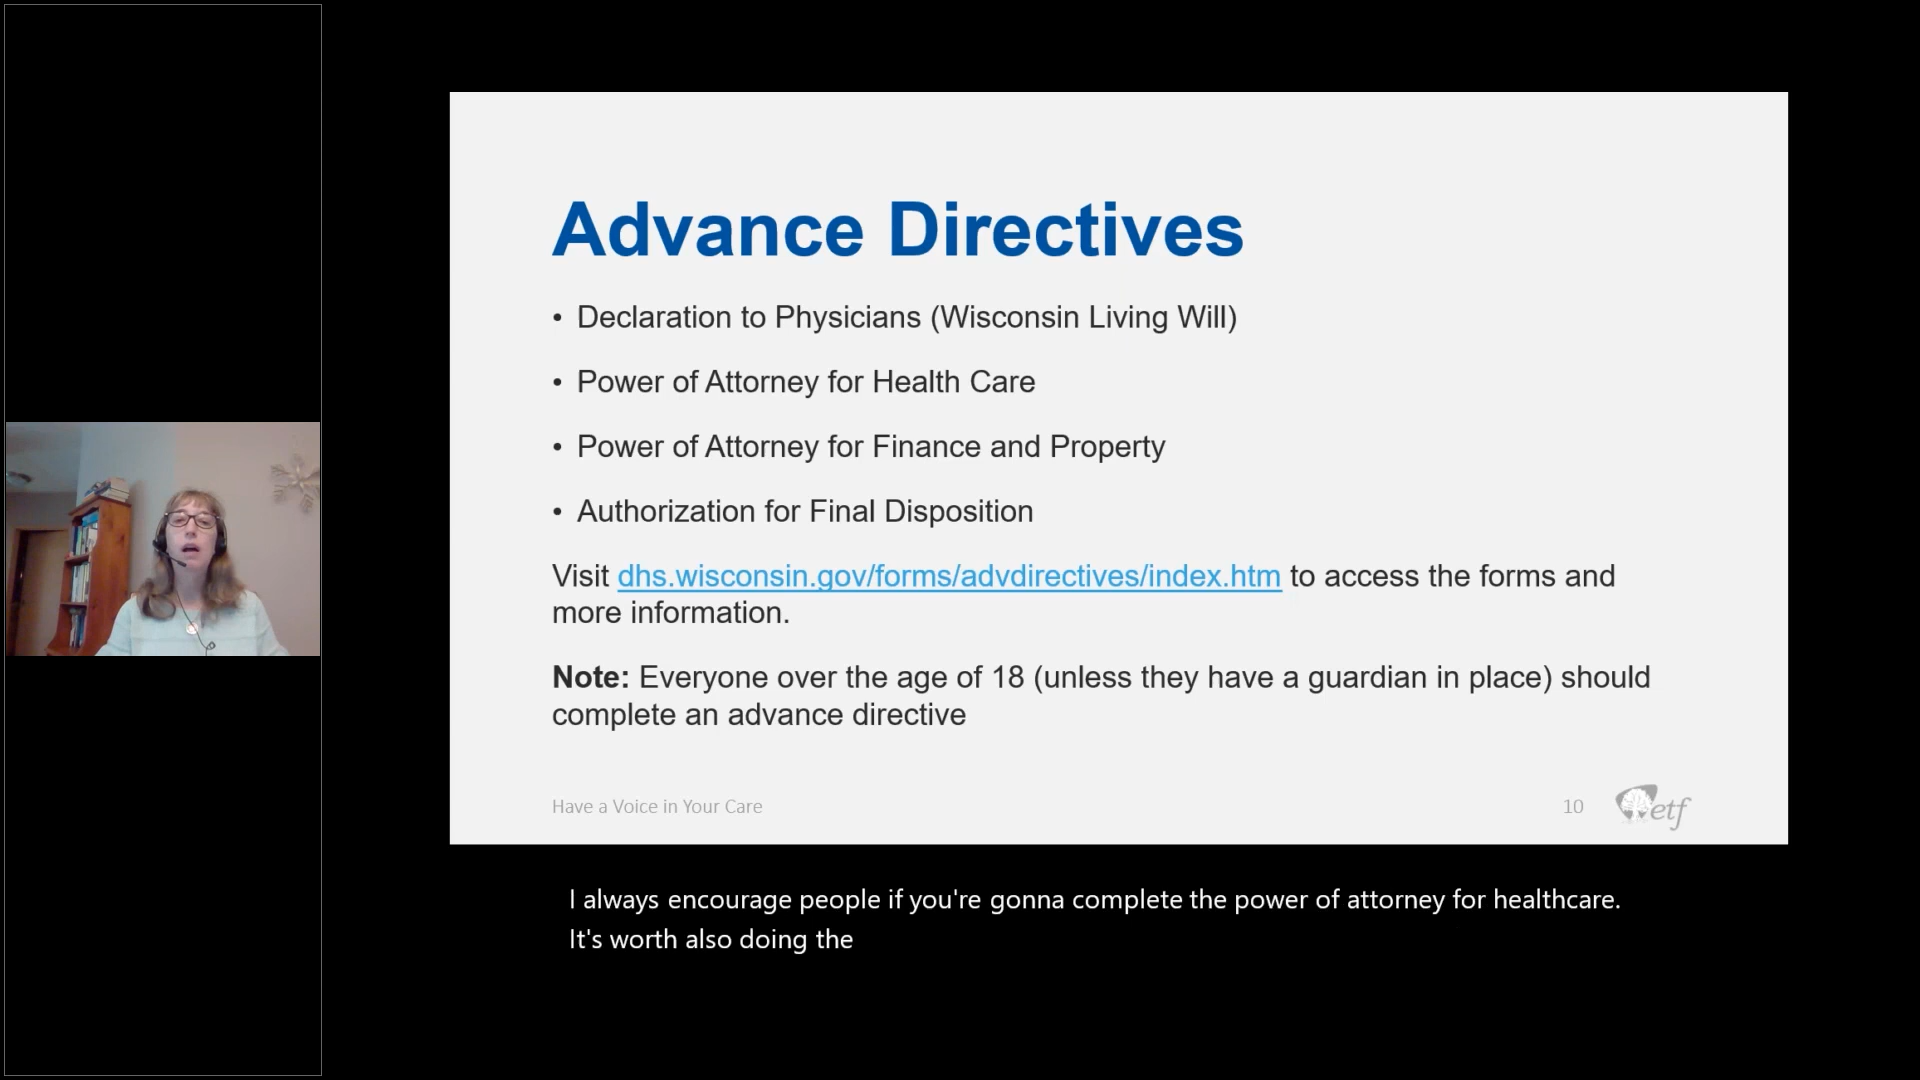 Advance Directives
• Declaration to Physicians (Wisconsin Living Will)
• Power of Attorney for Health Care
• Power of Attorney for Finance and Property
• Authorization for Final Disposition
Visit dhs.wisconsin.gov/forms/advdirectives/index.htm to access the forms and
more information.
Note: Everyone over the age of 18 (unless they have a guardian in place) should
complete an advance directive
Have a Voice in Your Care
10
etf
I always encourage people if you're gonna complete the power of attorney for healthcare.
It's worth also doing the